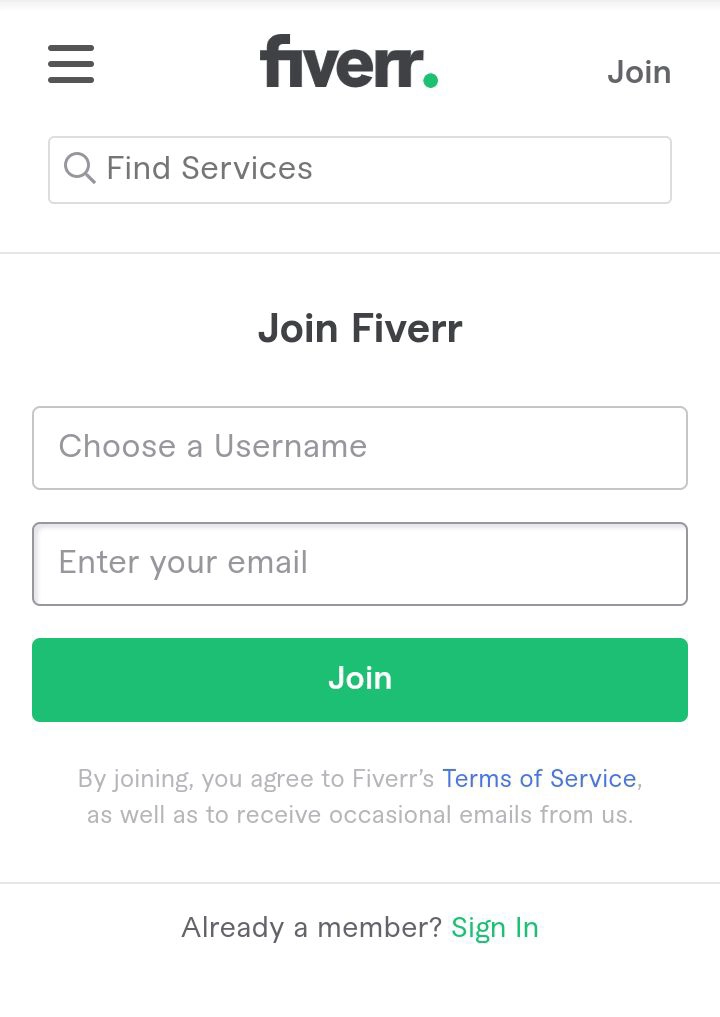 fiverr.
Join
Find Services
Join Fiverr
Choose a Username
Enter your email
Join
By joining, you agree to Fiverr’s Terms of Service,
as well as to receive occasional emails from us.
Already a member? Sign In